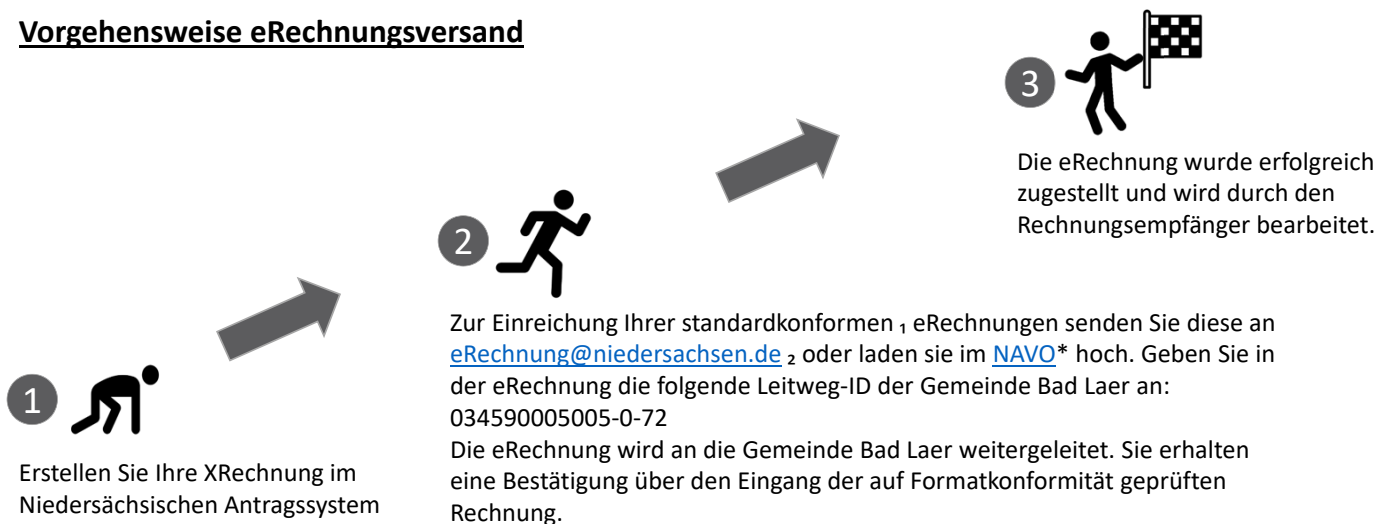 Vorgehensweise eRechnungsversand
1
Erstellen Sie Ihre XRechnung im
Niedersächsischen Antragssystem
2
Zur Einreichung Ihrer standardkonformen ₁ eRechnungen senden Sie diese an
eRechnung@niedersachsen.de ₂ oder laden sie im NAVO* hoch. Geben Sie in
der eRechnung die folgende Leitweg-ID der Gemeinde Bad Laer an:
034590005005-0-72
Die eRechnung wird an die Gemeinde Bad Laer weitergeleitet. Sie erhalten
eine Bestätigung über den Eingang der auf Formatkonformität geprüften
Rechnung.
3
Die eRechnung wurde erfolgreich
zugestellt und wird durch den
Rechnungsempfänger bearbeitet.